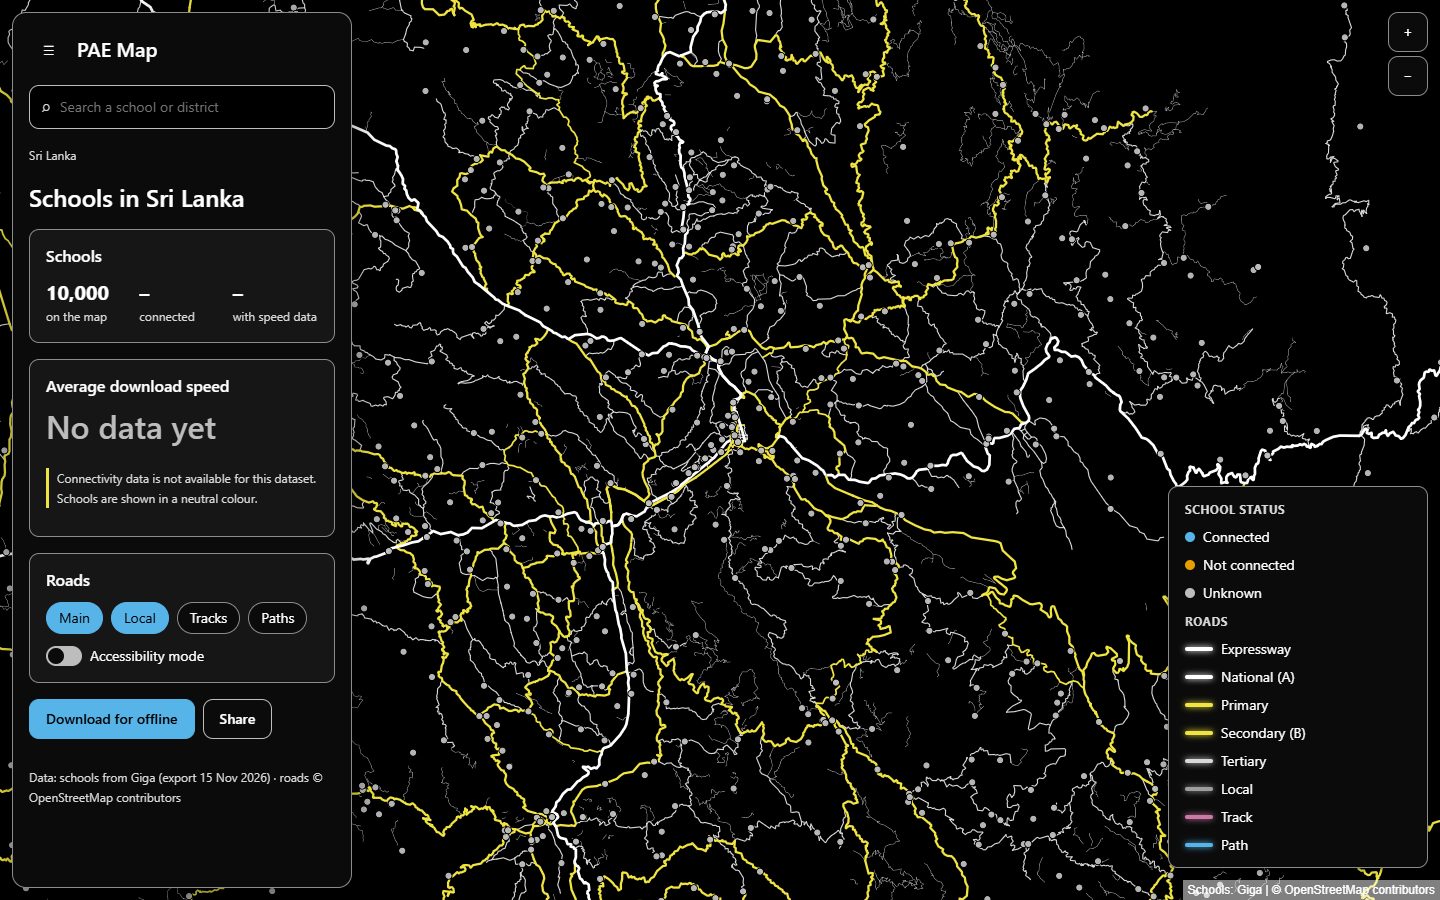 PAE Map
Search a school or district
Sri Lanka
Schools in Sri Lanka
Schools
10,000 – –
on the map connected with speed data
Average download speed
No data yet
Connectivity data is not available for this dataset.
Schools are shown in a neutral colour.
Roads
Main Local Tracks Paths
Accessibility mode
Download for offline Share
Data: schools from Giga (export 15 Nov 2026) · roads ©
OpenStreetMap contributors
+
−
SCHOOL STATUS
Connected
Not connected
Unknown
ROADS
Expressway
National (A)
Primary
Secondary (B)
Tertiary
Local
Track
Path
Schools: Giga | © OpenStreetMap contributors